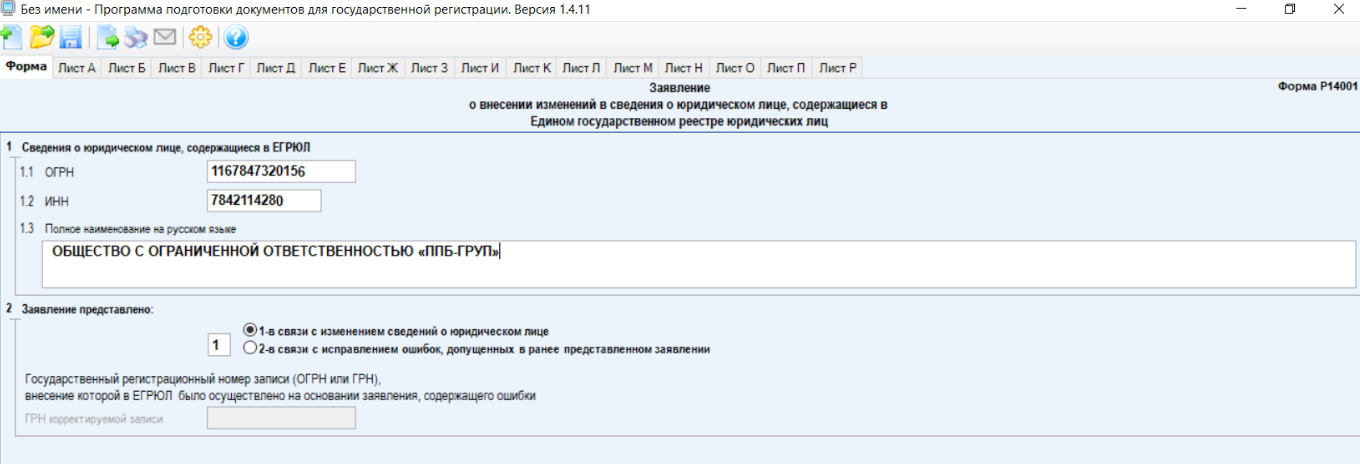 Без имени - Программа подготовки документов для государственной регистрации. Версия 1.4.11
Форма Лист А Лист Б Лист В Лист Г Лист Д Лист Е Лист Ж Лист З Лист И Лист К Лист Л Лист М Лист Н Лист О Лист П Лист Р
Заявление Форма Р14001
о внесении изменений в сведения о юридическом лице, содержащиеся в
Едином государственном реестре юридических лиц
1 Сведения о юридическом лице, содержащиеся в ЕГРЮЛ
1.1 ОГРН 1167847320156
1.2 ИНН 7842114280
1.3 Полное наименование на русском языке
ОБЩЕСТВО С ОГРАНИЧЕННОЙ ОТВЕТСТВЕННОСТЬЮ «ППБ-ГРУП»
2 Заявление представлено:
1 1-в связи с изменением сведений о юридическом лице
2-в связи с исправлением ошибок, допущенных в ранее представленном заявлении
Государственный регистрационный номер записи (ОГРН или ГРН),
внесение которой в ЕГРЮЛ было осуществлено на основании заявления, содержащего ошибки
ГРН корректируемой записи